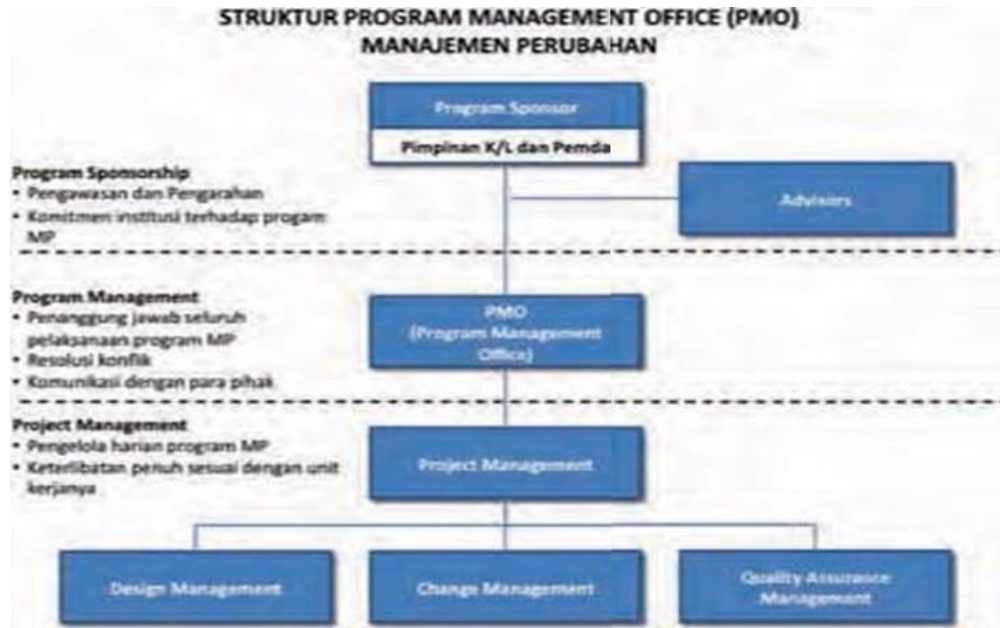 STRUKTUR PROGRAM MANAGEMENT OFFICE (PMO)
MANAJEMEN PERUBAHAN
Program Sponsor
Pimpinan K/L dan Pemda
Program Sponsorship
• Pengawasan dan Pengarahan
• Komitmen institusi terhadap progam
MP
Advisors
Program Management
• Penanggung jawab seluruh
pelaksanaan program MP
• Resolusi konflik
• Komunikasi dengan para pihak
PMO
(Program Management
Office)
Project Management
• Pengelola harian program MP
• Keterlibatan penuh sesuai dengan unit
kerjanya
Project Management
Design Management
Change Management
Quality Assurance
Management